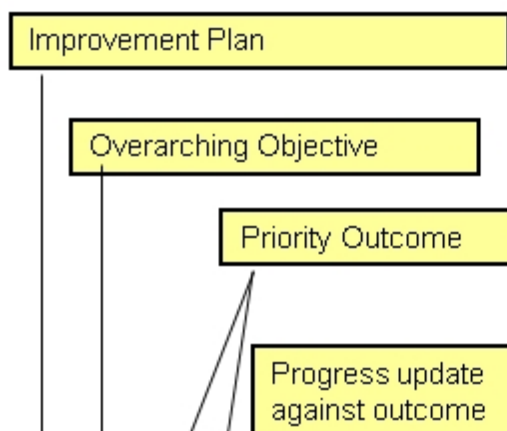 Improvement Plan
Overarching Objective
Priority Outcome
Progress update
against outcome